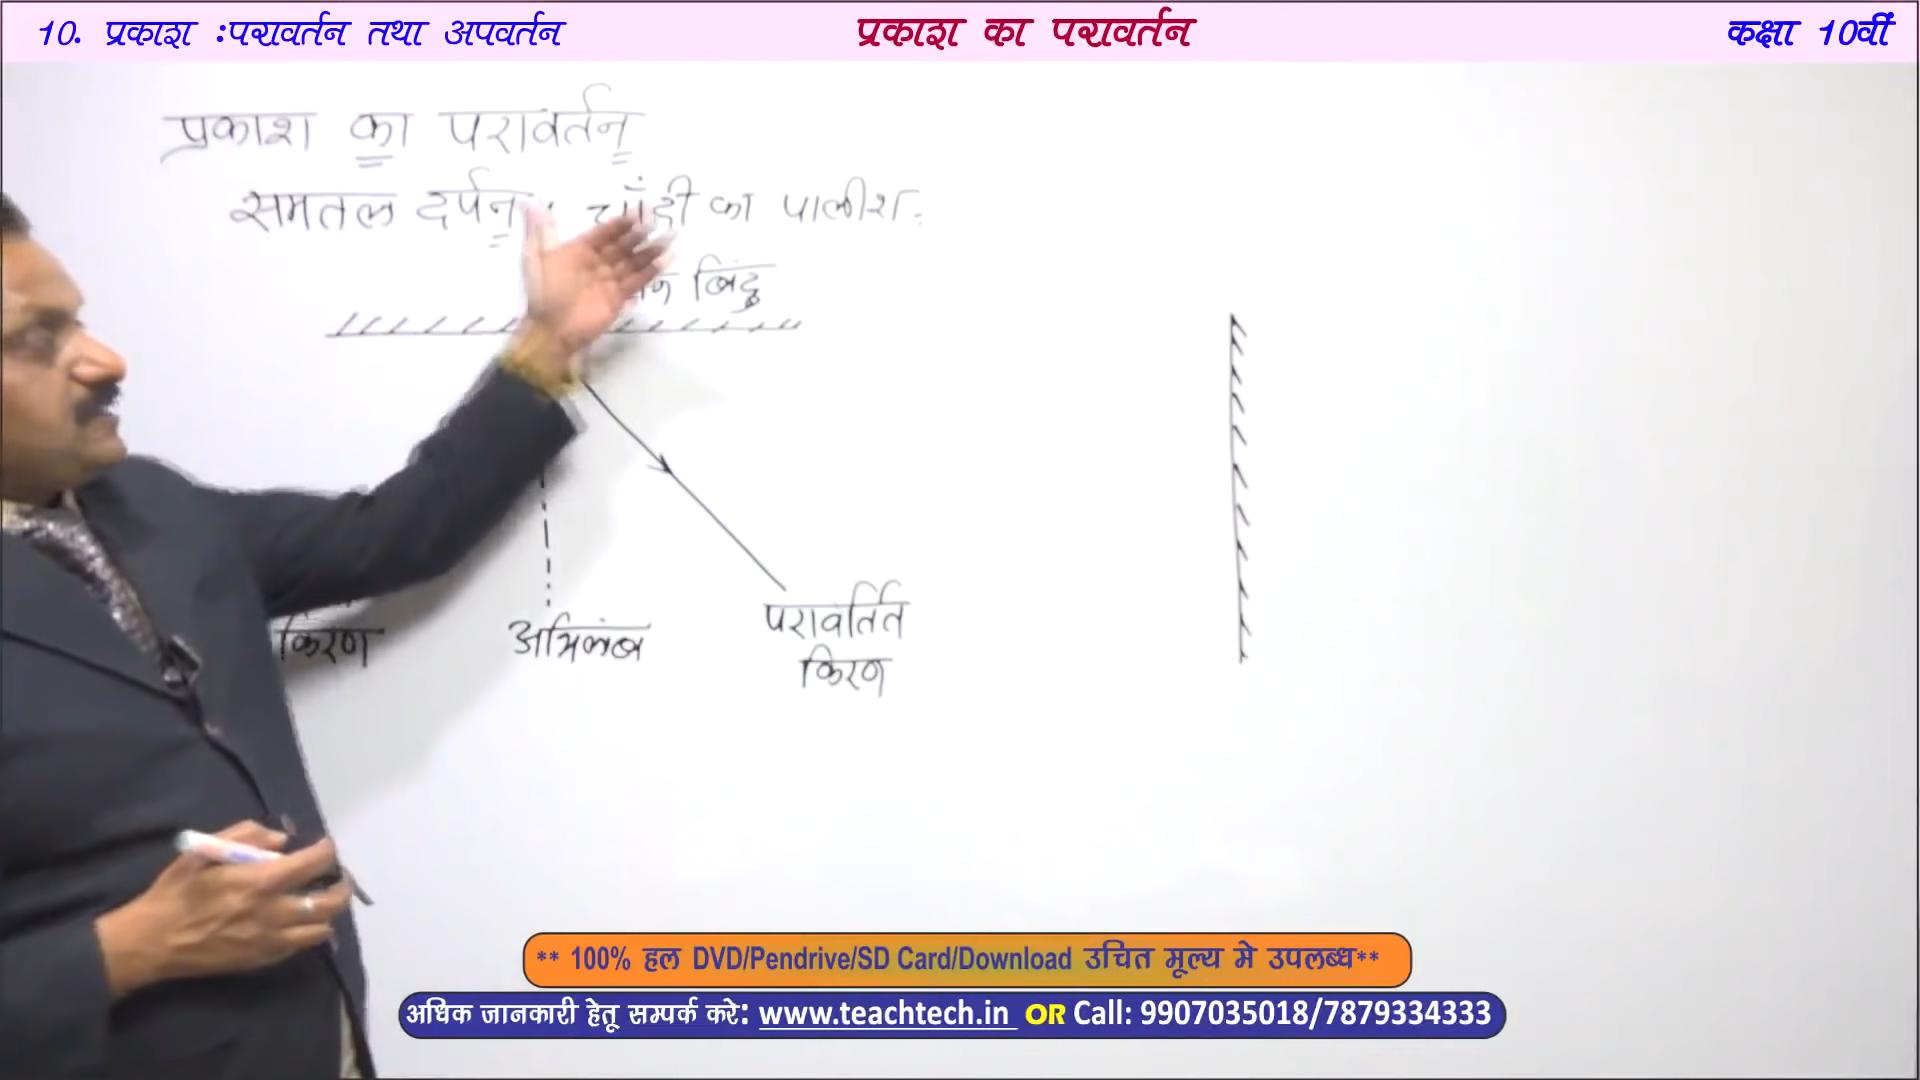 10. प्रकाश :परावर्तन तथा अपवर्तन
प्रकाश का परावर्तन
कक्षा 10वीं
प्रकाश का परावर्तन
समतल दर्पन : चाँदी का पालीश :
बिंदु
किरण
अभिलंब
परावर्तित
किरण
** 100% हल DVD/Pendrive/SD Card/Download उचित मूल्य मे उपलब्ध**
अधिक जानकारी हेतू सम्पर्क करे: www.teachtech.in OR Call: 9907035018/7879334333